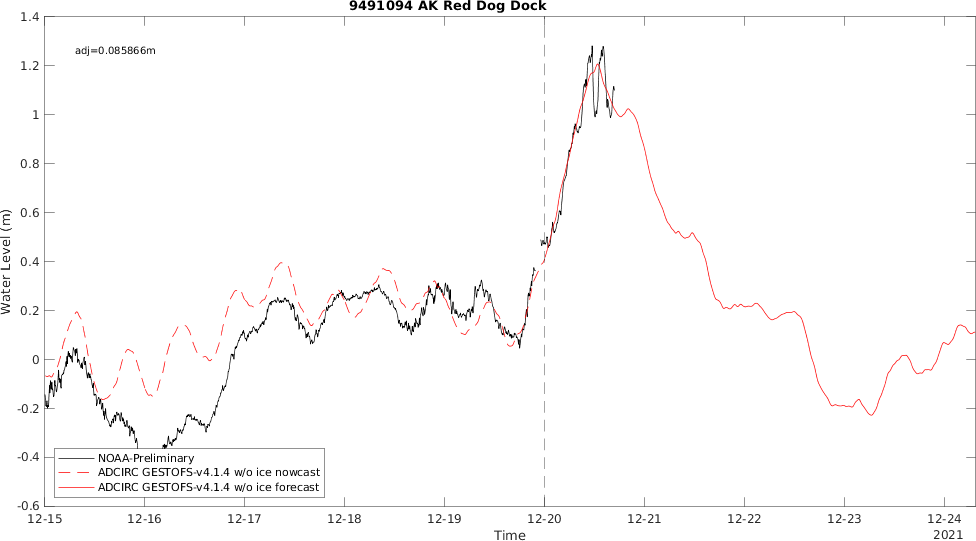 9491094 AK Red Dog Dock
adj=0.085866m
1.4
1.2
1
0.8
0.6
0.4
0.2
0
-0.2
-0.4
-0.6
Water Level (m)
NOAA-Preliminary
ADCIRC GESTOFS-v4.1.4 w/o ice nowcast
ADCIRC GESTOFS-v4.1.4 w/o ice forecast
12-15 12-16 12-17 12-18 12-19 12-20 12-21 12-22 12-23 12-24
Time
2021